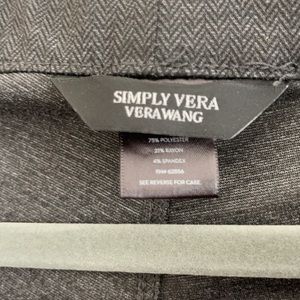 SIMPLY VERA
VERAWANG
75% POLYESTER
21% RAYON
4% SPANDEX
RN# 62856
SEE REVERSE FOR CARE.